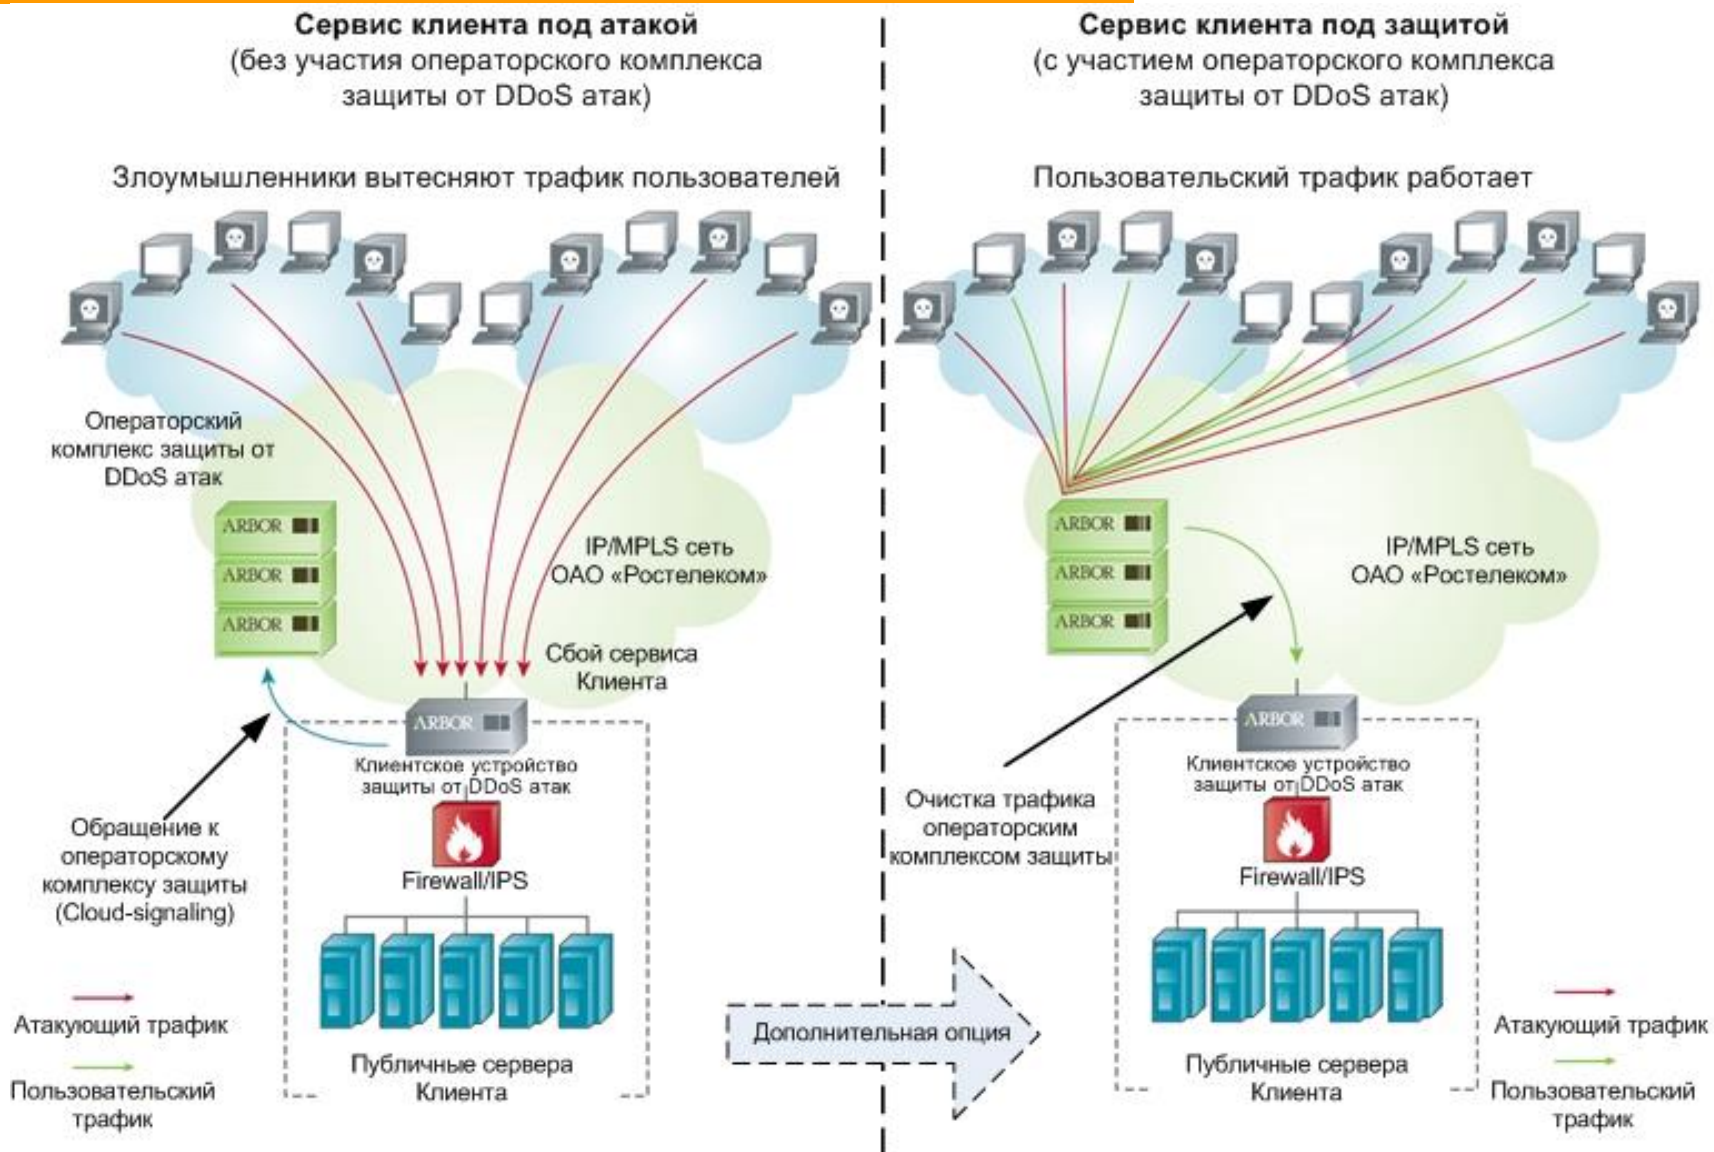 Сервис клиента под атакой
(без участия операторского комплекса
защиты от DDoS атак)
Злоумышленники вытесняют трафик пользователей
Операторский
комплекс защиты от
DDoS атак
ARBOR
ARBOR
ARBOR
IP/MPLS сеть
ОАО «Ростелеком»
Сбой сервиса
Клиента
ARBOR
Клиентское устройство
защиты от DDoS атак
Обращение к
операторскому
комплексу защиты
(Cloud-signaling)
Firewall/IPS
Атакующий трафик
Пользовательский
трафик
Публичные сервера
Клиента
Дополнительная опция
Сервис клиента под защитой
(с участием операторского комплекса
защиты от DDoS атак)
Пользовательский трафик работает
ARBOR
ARBOR
ARBOR
IP/MPLS сеть
ОАО «Ростелеком»
ARBOR
Клиентское устройство
защиты от DDoS атак
Очистка трафика
операторским
комплексом защиты
Firewall/IPS
Публичные сервера
Клиента
Атакующий трафик
Пользовательский
трафик